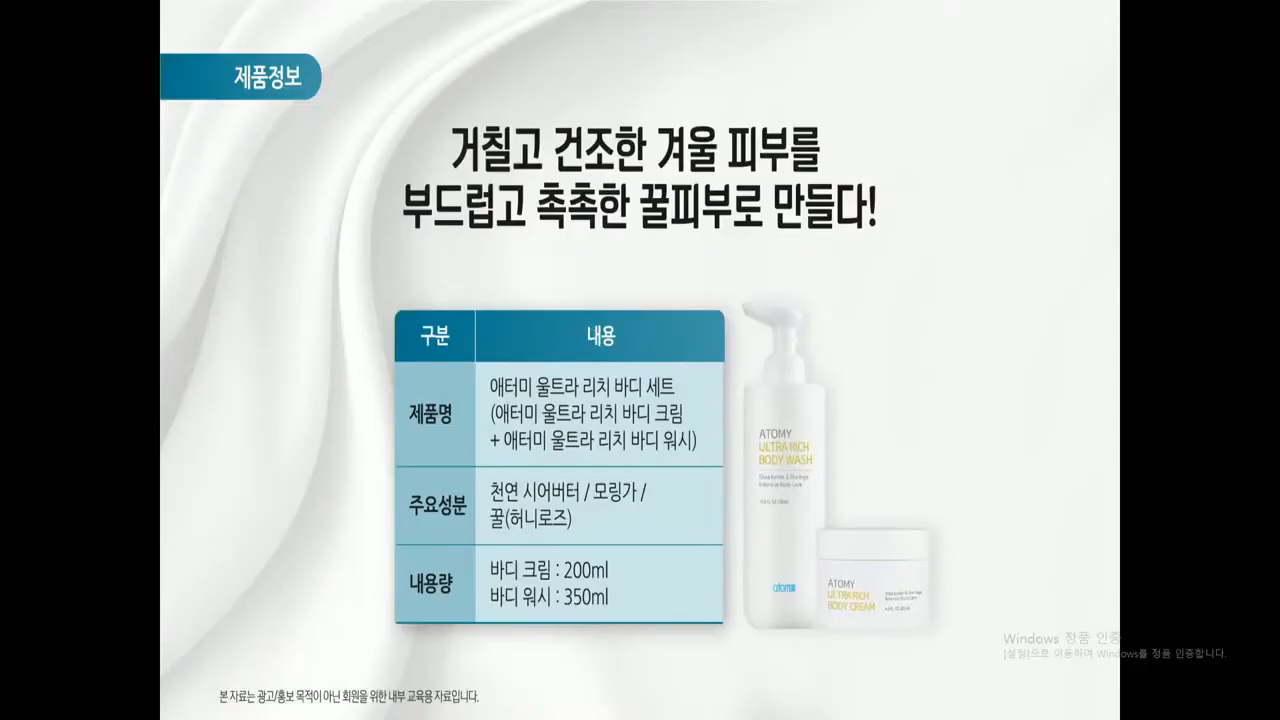 제품정보
거칠고 건조한 겨울 피부를
부드럽고 촉촉한 꿀피부로 만들다!
구분 내용
제품명
애터미 울트라 리치 바디 세트
(애터미 울트라 리치 바디 크림
+ 애터미 울트라 리치 바디 워시)
주요성분
천연 시어버터 / 모링가 /
꿀(허니로즈)
내용량
바디 크림 : 200ml
바디 워시 : 350ml
ATOMY
ULTRA RICH
BODY WASH
Intensive Body Care
atom美
ATOMY
ULTRA RICH
BODY CREAM
Windows 정품 인증
[설정]으로 이동하여 Windows를 정품 인증합니다.
본 자료는 광고/홍보 목적이 아닌 회원을 위한 내부 교육용 자료입니다.